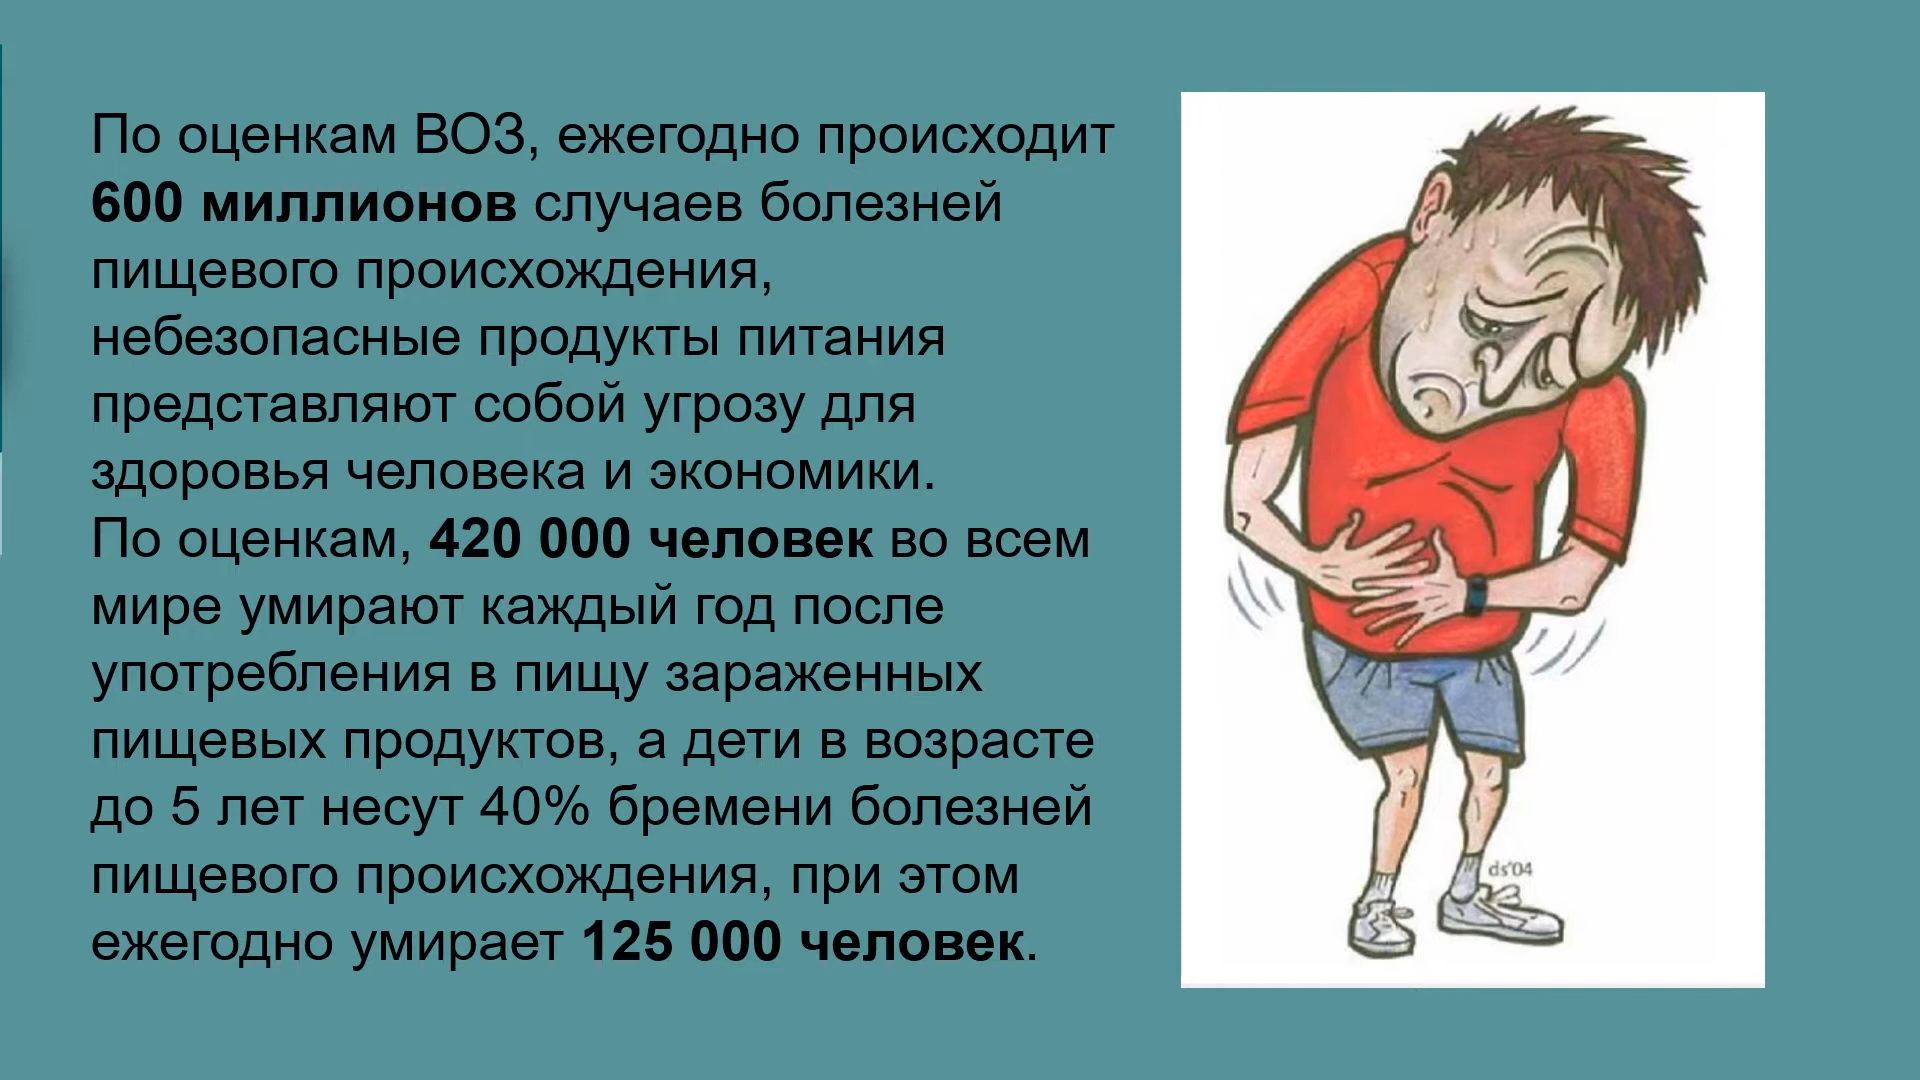 По оценкам ВОЗ, ежегодно происходит
600 миллионов случаев болезней
пищевого происхождения,
небезопасные продукты питания
представляют собой угрозу для
здоровья человека и экономики.
По оценкам, 420 000 человек во всем
мире умирают каждый год после
употребления в пищу зараженных
пищевых продуктов, а дети в возрасте
до 5 лет несут 40% бремени болезней
пищевого происхождения, при этом
ежегодно умирает 125 000 человек.
ds'04